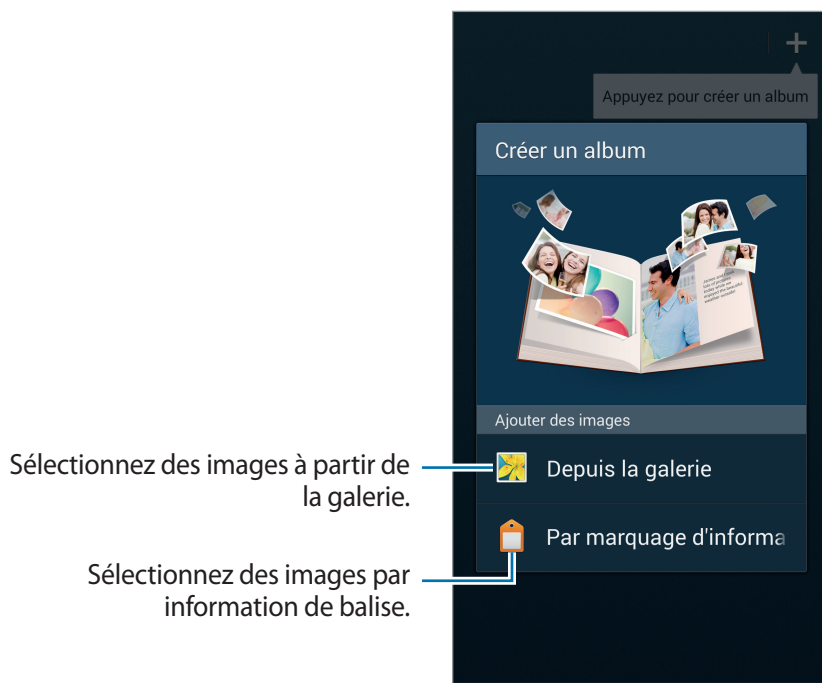 Appuyez pour créer un album
Créer un album
Ajouter des images
Sélectionnez des images à partir de
la galerie.
Depuis la galerie
Par marquage d'informa
Sélectionnez des images par
information de balise.